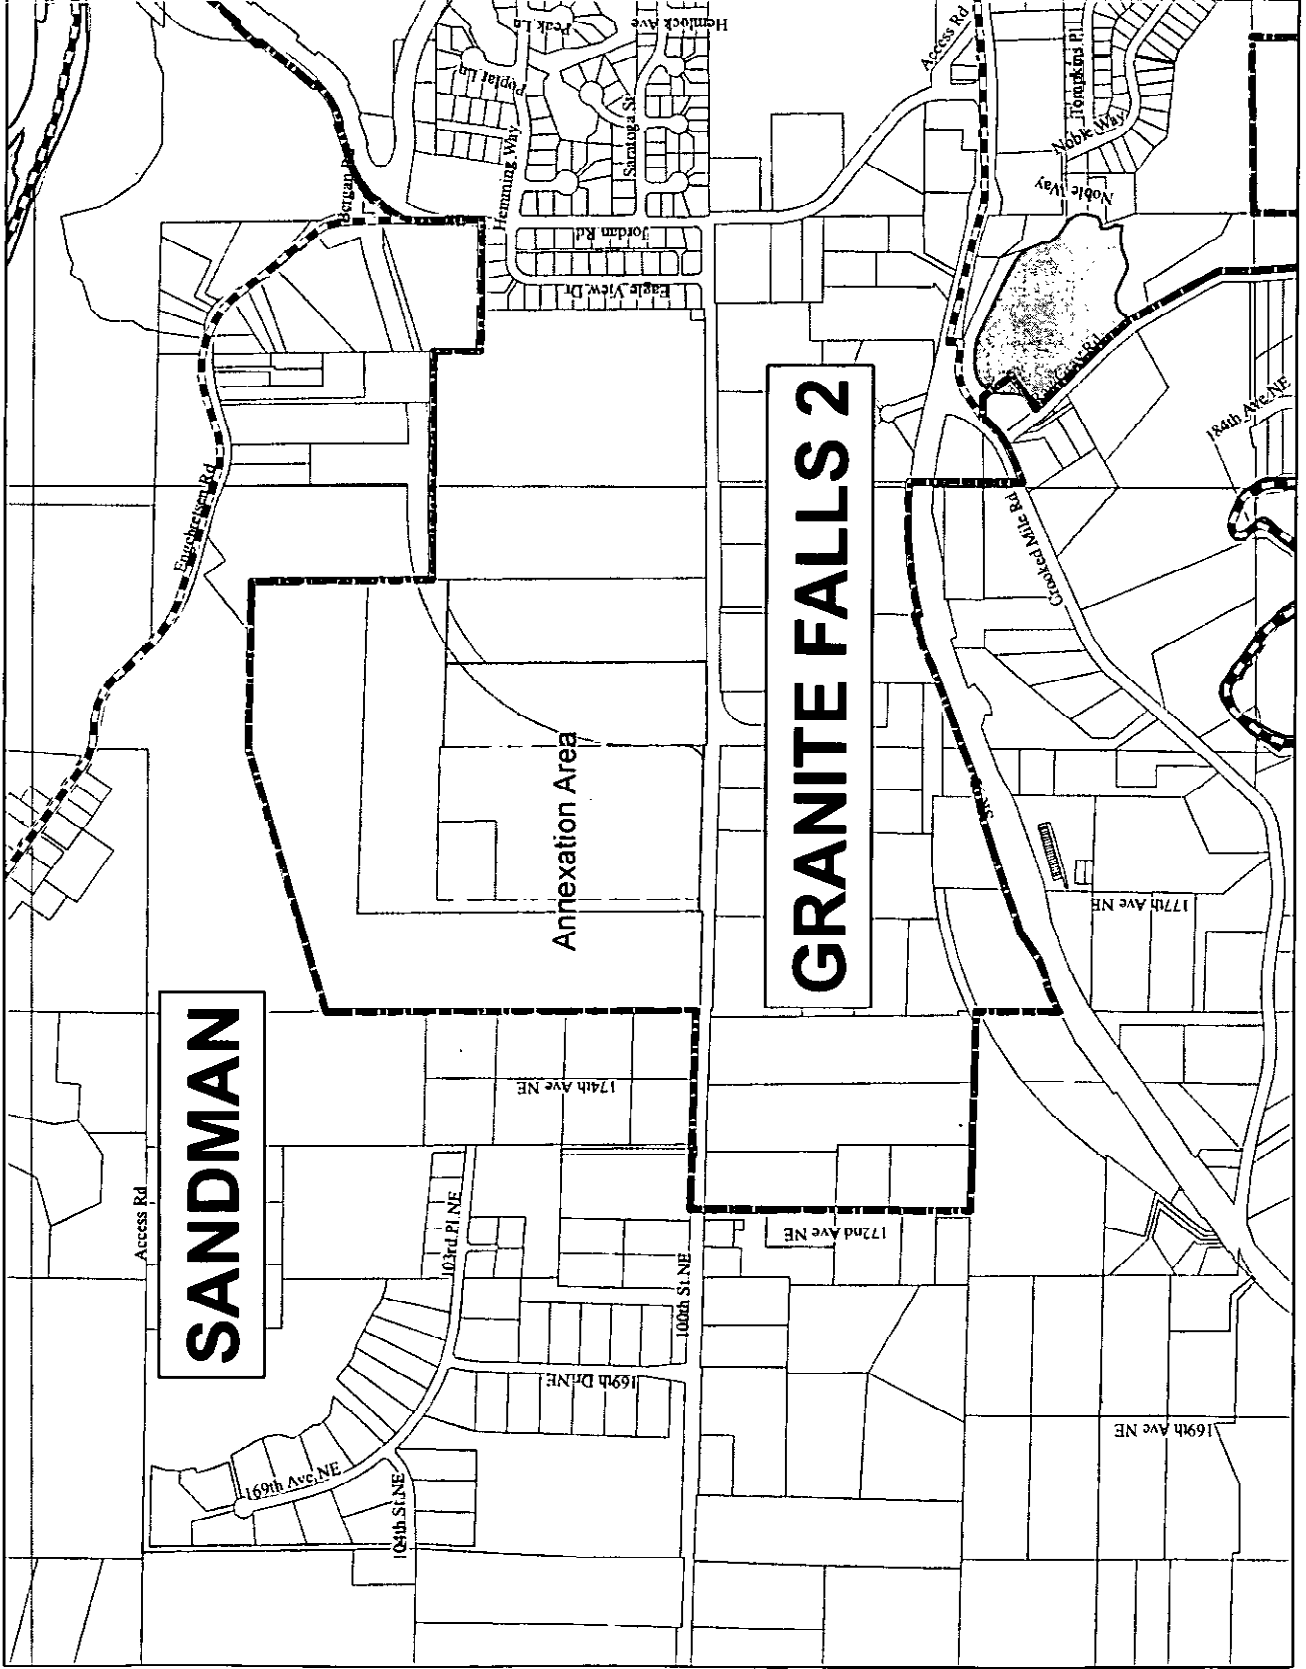 Access Rd
SANDMAN
169th Ave NE
104th St NE
103rd Pl NE
169th Dr NE
174th Ave NE
100th St NE
172nd Ave NE
169th Ave NE
Engebretsen Rd
Annexation Area
GRANITE FALLS 2
177th Ave NE
Crooked Mile Rd
184th Ave NE
Hemming Way
Jordan Rd
Eagle View Dr
Saratoga St
Poplar Ln
Peak Ln
Hemlock Ave
Access Rd
Tompkins Pl
Noble Way
Noble Way